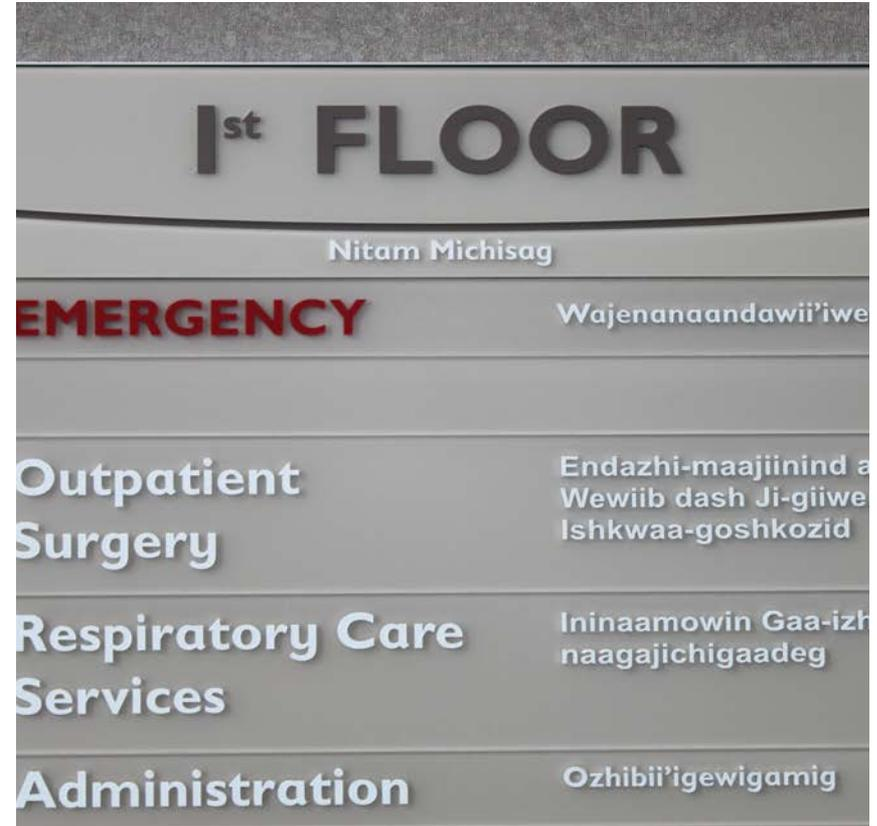 1st FLOOR
Nitam Michisag
EMERGENCY
Wajenanaandawii'iwe
Outpatient
Surgery
Endazhi-maajiinind a
Wewiib dash Ji-giiwe
Ishkwaa-goshkozid
Respiratory Care
Services
Ininaamowin Gaa-izh
naagajichigaadeg
Administration
Ozhibii'igewigamig